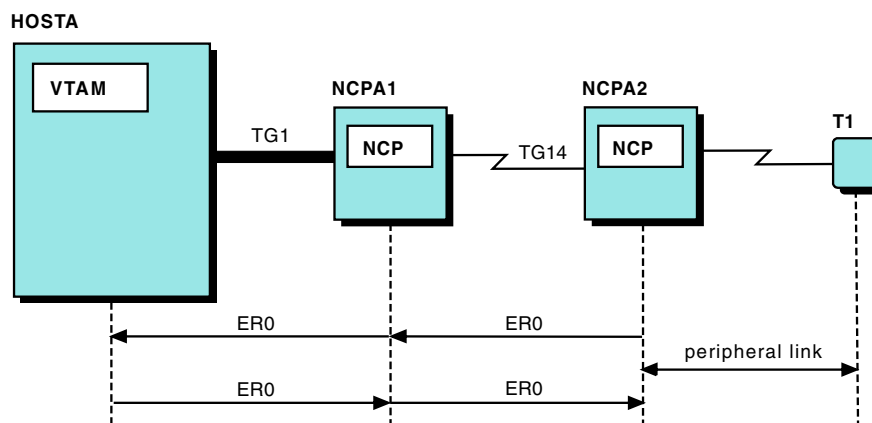 HOSTA
VTAM
NCPA1
NCPA2
T1
TG1
NCP
TG14
NCP
ER0
ER0
peripheral link
ER0
ER0